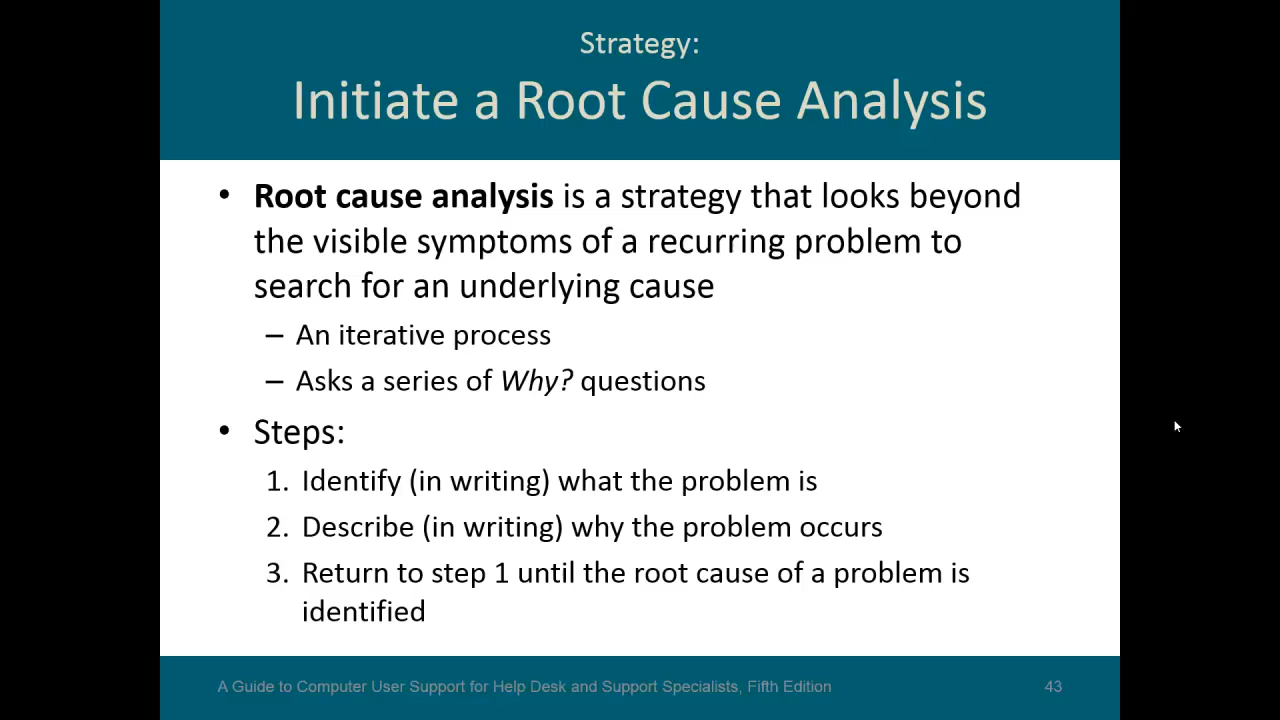 Strategy:
Initiate a Root Cause Analysis
• Root cause analysis is a strategy that looks beyond
the visible symptoms of a recurring problem to
search for an underlying cause
– An iterative process
– Asks a series of Why? questions
• Steps:
1. Identify (in writing) what the problem is
2. Describe (in writing) why the problem occurs
3. Return to step 1 until the root cause of a problem is
identified
A Guide to Computer User Support for Help Desk and Support Specialists, Fifth Edition
43